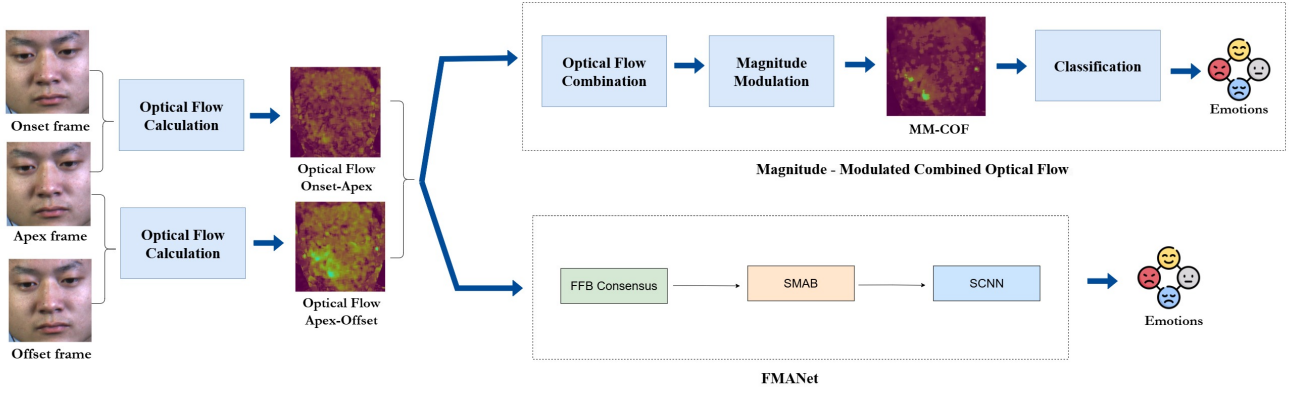 Onset frame
Apex frame
Offset frame
Optical Flow
Calculation
Optical Flow
Calculation
Optical Flow
Onset-Apex
Optical Flow
Apex-Offset
Optical Flow
Combination
Magnitude
Modulation
MM-COF
Classification
Emotions
Magnitude - Modulated Combined Optical Flow
FFB Consensus
SMAB
SCNN
Emotions
FMANet